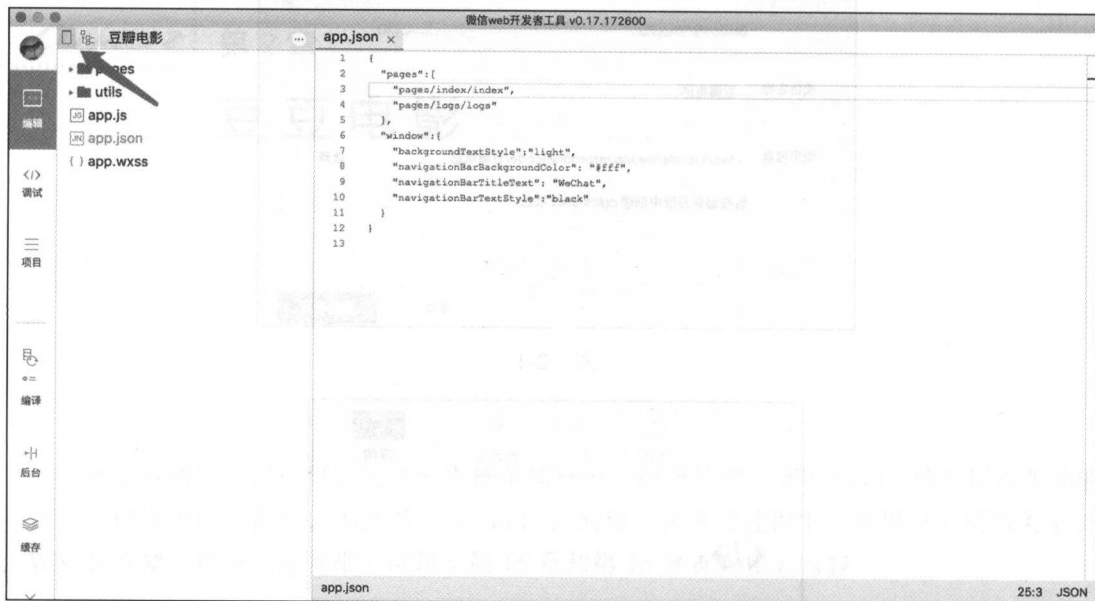 微信web开发者工具 v0.17.172600
豆瓣电影
...
app.json ×
pages
utils
JS app.js
JN app.json
{ } app.wxss
编辑
</>
调试
项目
编译
后台
缓存
1 {
2 "pages":[
3 "pages/index/index",
4 "pages/logs/logs"
5 ],
6 "window":{
7 "backgroundTextStyle":"light",
8 "navigationBarBackgroundColor": "#fff",
9 "navigationBarTitleText": "WeChat",
10 "navigationBarTextStyle":"black"
11 }
12 }
13
app.json
25:3 JSON